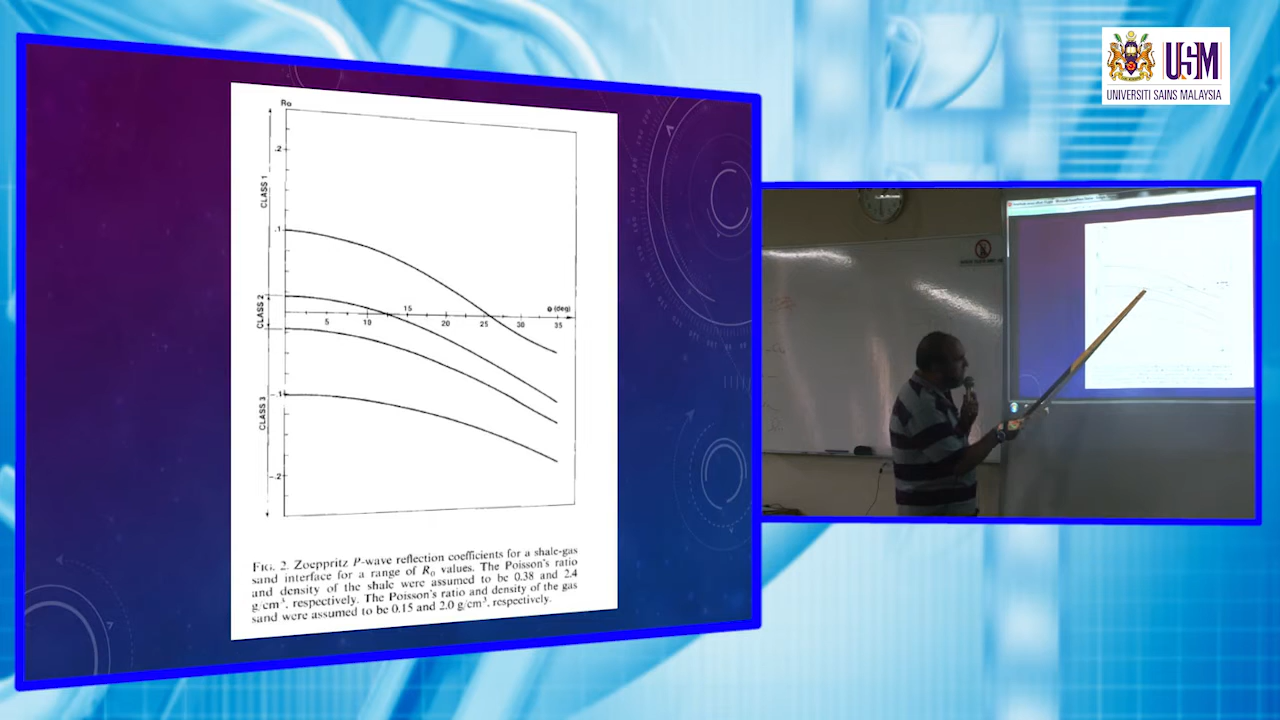 USM
UNIVERSITI SAINS MALAYSIA
Ro
.2
CLASS 1
.1
CLASS 2
15
θ (deg)
5
10
20
25
30
35
-.1
CLASS 3
-.2
FIG. 2. Zoeppritz P-wave reflection coefficients for a shale-gas
sand interface for a range of R₀ values. The Poisson's ratio
and density of the shale were assumed to be 0.38 and 2.4
g/cm³, respectively. The Poisson's ratio and density of the gas
sand were assumed to be 0.15 and 2.0 g/cm³, respectively.